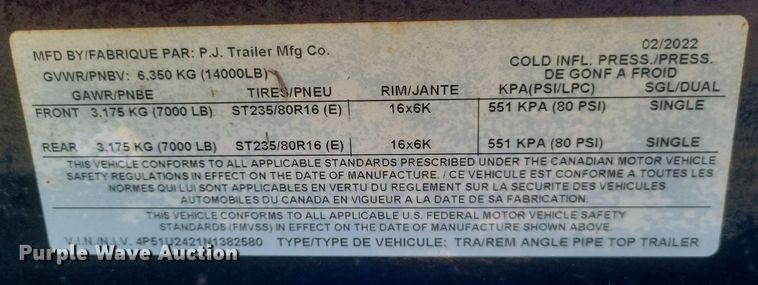 MFD BY/FABRIQUE PAR: P.J. Trailer Mfg Co. 02/2022
GVWR/PNBV: 6,350 KG (14000LB) COLD INFL. PRESS./PRESS. DE GONF A FROID
GAWR/PNBE TIRES/PNEU RIM/JANTE KPA(PSI/LPC) SGL/DUAL
FRONT 3,175 KG (7000 LB) ST235/80R16 (E) 16x6K 551 KPA (80 PSI) SINGLE
REAR 3,175 KG (7000 LB) ST235/80R16 (E) 16x6K 551 KPA (80 PSI) SINGLE
THIS VEHICLE CONFORMS TO ALL APPLICABLE STANDARDS PRESCRIBED UNDER THE CANADIAN MOTOR VEHICLE
SAFETY REGULATIONS IN EFFECT ON THE DATE OF MANUFACTURE. / CE VEHICULE EST CONFORME A TOUTES LES
NORMES QUI LUI SONT APPLICABLES EN VERTU DU REGLEMENT SUR LA SECURITE DES VEHICULES
AUTOMOBILES DU CANADA EN VIGUEUR A LA DATE DE SA FABRICATION.
THIS VEHICLE CONFORMS TO ALL APPLICABLE U.S. FEDERAL MOTOR VEHICLE SAFETY
STANDARDS (FMVSS) IN EFFECT ON THE DATE OF MANUFACTURE SHOWN ABOVE.
V.I.N./N.I.V. 4P51U2421N1382580 TYPE/TYPE DE VEHICULE: TRA/REM ANGLE PIPE TOP TRAILER
Purple Wave Auction